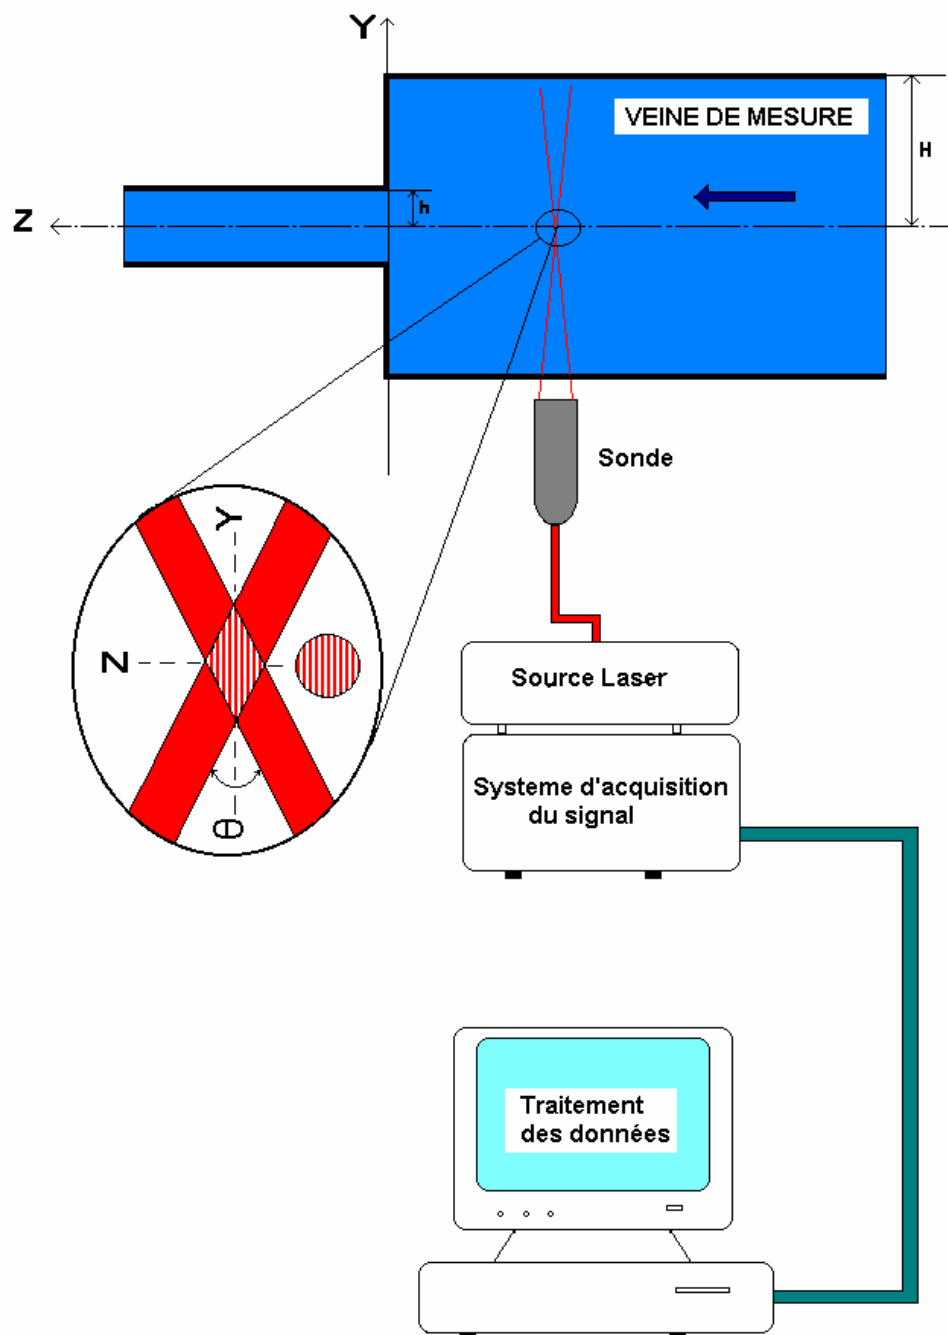 Y
VEINE DE MESURE
H
h
Z
Sonde
Y
Z
θ
Source Laser
Systeme d'acquisition
du signal
Traitement
des données